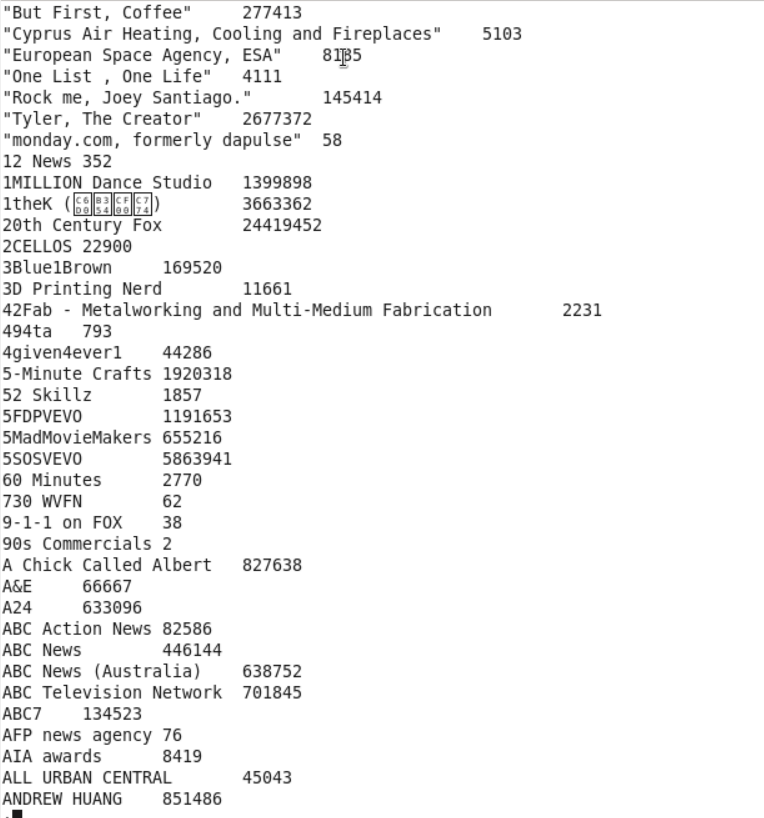 "But First, Coffee" 277413
"Cyprus Air Heating, Cooling and Fireplaces" 5103
"European Space Agency, ESA"
"One List , One Life" 4111
"Rock me, Joey Santiago." 145414
"Tyler, The Creator" 2677372
"monday.com, formerly dapulse" 58
12 News 352
1MILLION Dance Studio 1399898
1theK () 3663362
20th Century Fox 24419452
2CELLOS 22900
3Blue1Brown 169520
3D Printing Nerd 11661
42Fab - Metalworking and Multi-Medium Fabrication 2231
494ta 793
4given4ever1 44286
5-Minute Crafts 1920318
52 Skillz 1857
5FDPVEVO 1191653
5MadMovieMakers 655216
5SOSVEVO 5863941
60 Minutes 2770
730 WVFN 62
9-1-1 on FOX 38
90s Commercials 2
A Chick Called Albert 827638
A&E 66667
A24 633096
ABC Action News 82586
ABC News 446144
ABC News (Australia) 638752
ABC Television Network 701845
ABC7 134523
AFP news agency 76
AIA awards 8419
ALL URBAN CENTRAL 45043
ANDREW HUANG 851486